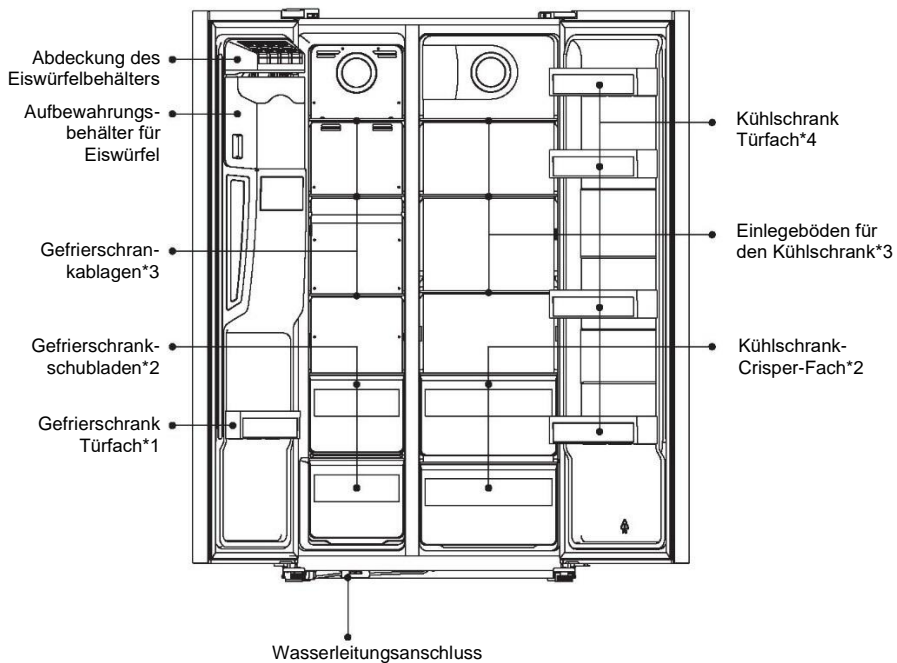 Abdeckung des
Eiswürfelbehälters
Aufbewahrungs-
behälter für
Eiswürfel
Gefrierschran-
kablagen*3
Gefrierschrank-
schubladen*2
Gefrierschrank
Türfach*1
Kühlschrank
Türfach*4
Einlegeböden für
den Kühlschrank*3
Kühlschrank-
Crisper-Fach*2
Wasserleitungsanschluss